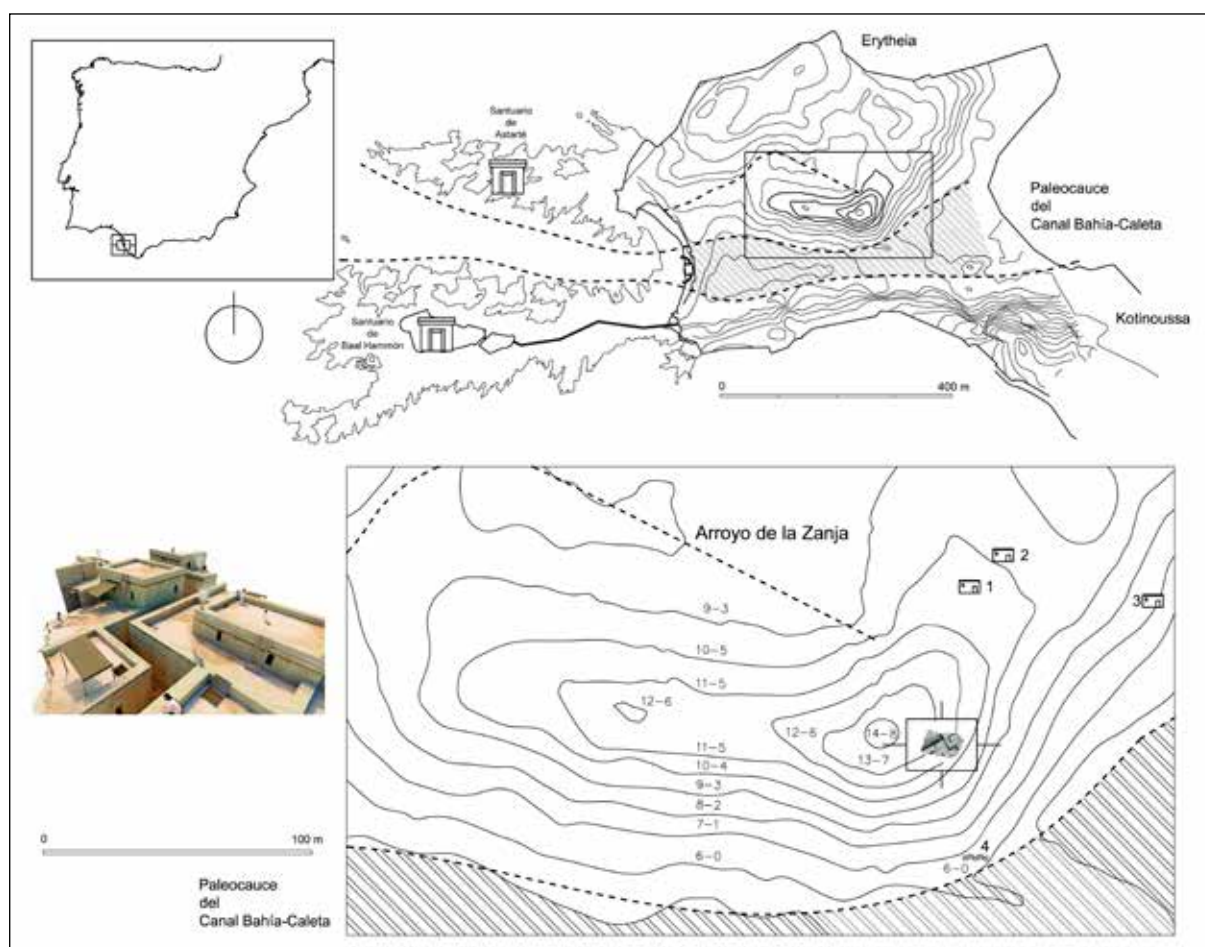 Erytheia
Santuario
de
Astarté
Paleocauce
del
Canal Bahía-Caleta
Santuario
de
Baal Hammón
Kotinoussa
0
400 m
Arroyo de la Zanja
2
1
3
9-3
10-5
11-5
12-6
12-6
14-8
13-7
11-5
10-4
9-3
8-2
7-1
6-0
4
6-0
0
100 m
Paleocauce
del
Canal Bahía-Caleta